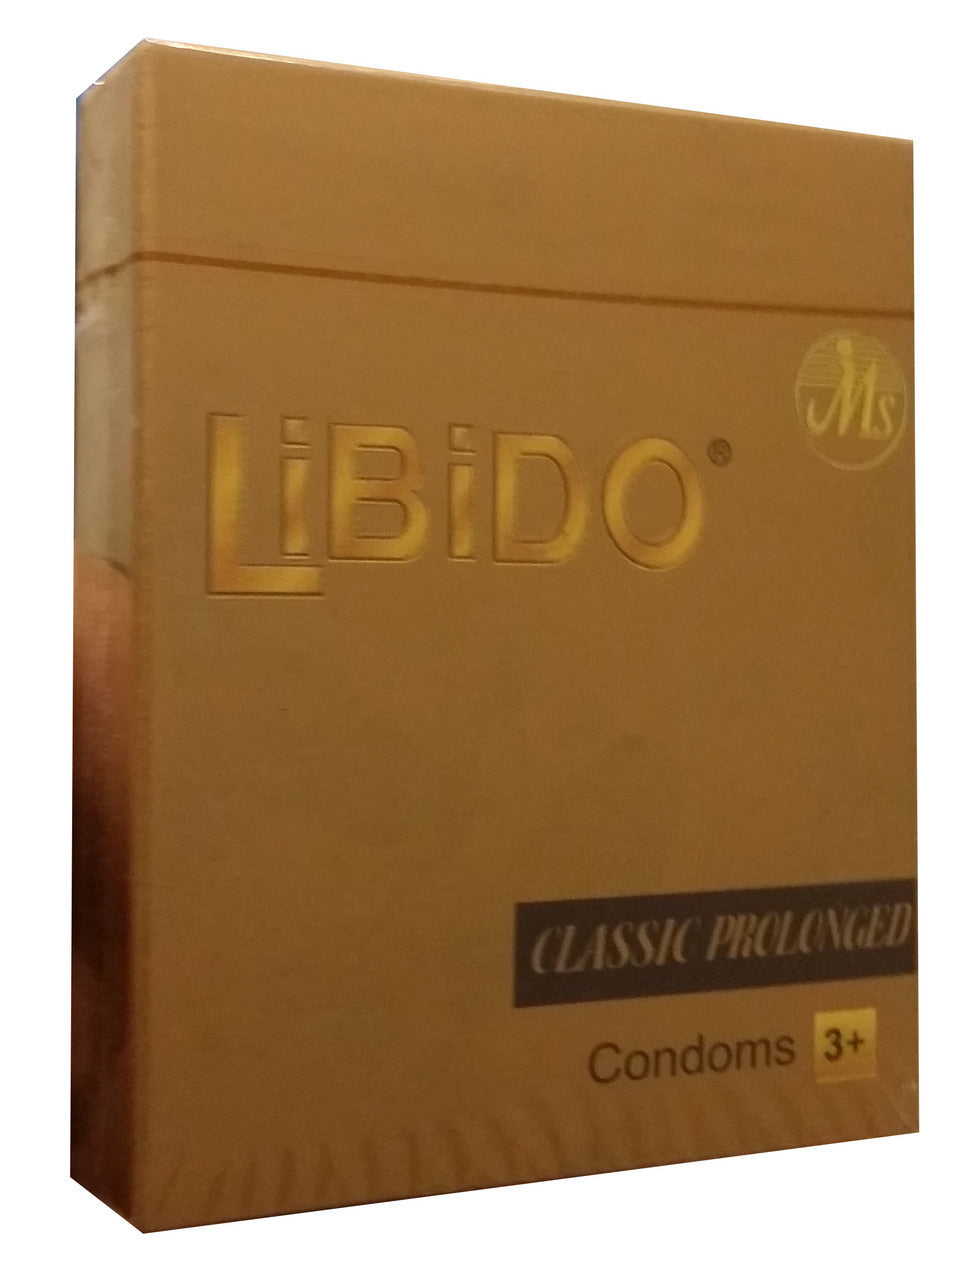 Ms
LiBiDO®
CLASSIC PROLONGED
Condoms 3+